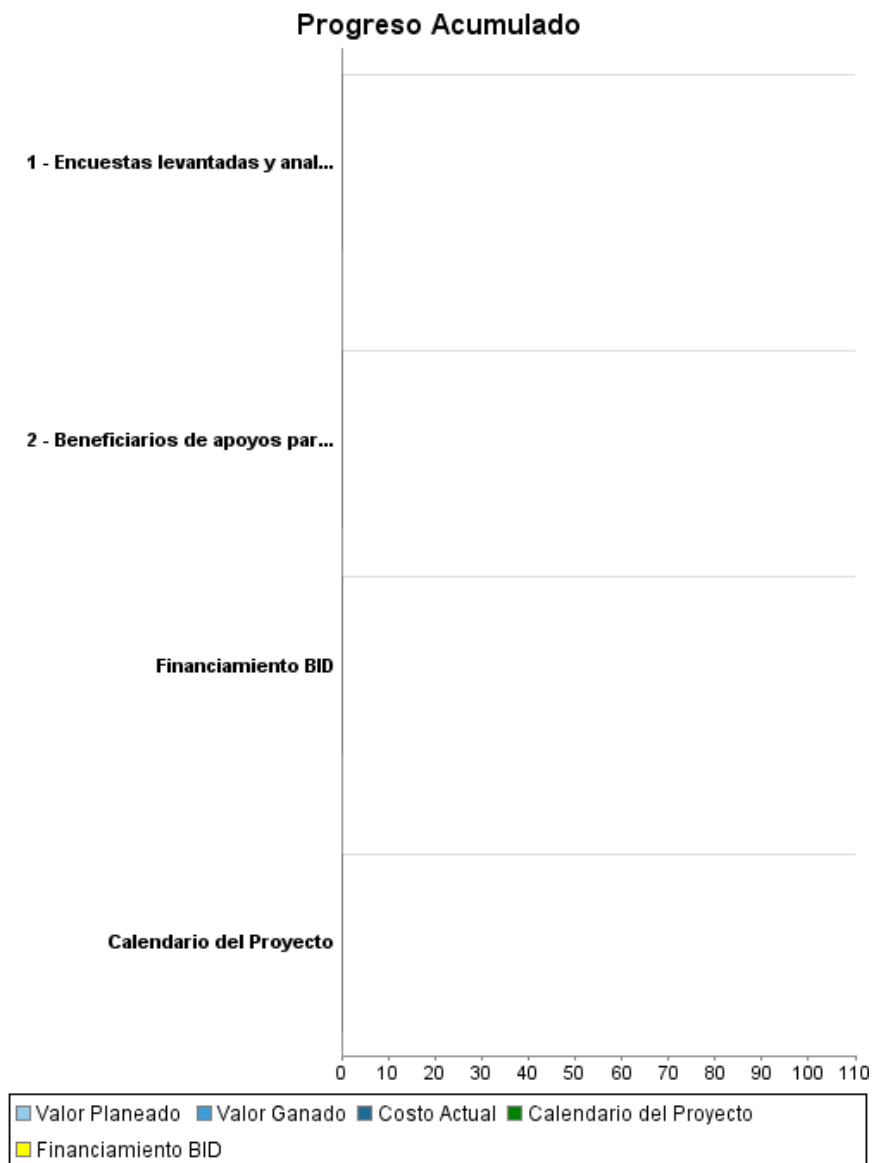 Progreso Acumulado
1 - Encuestas levantadas y anal...
2 - Beneficiarios de apoyos par...
Financiamiento BID
Calendario del Proyecto
0 10 20 30 40 50 60 70 80 90 100 110
Valor Planeado Valor Ganado Costo Actual Calendario del Proyecto
Financiamiento BID